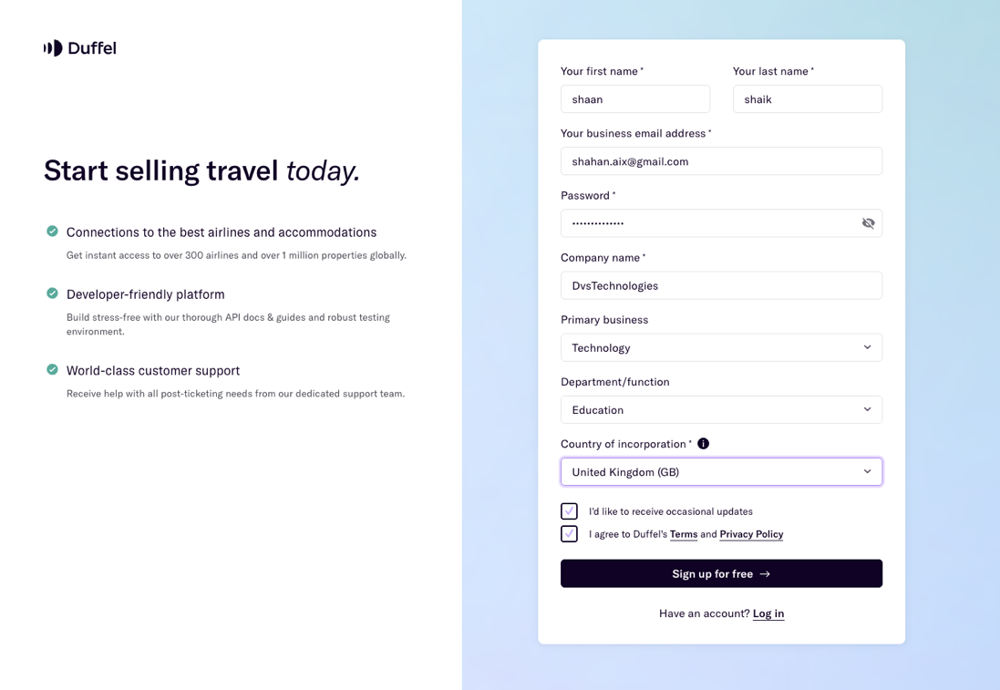 Duffel
Start selling travel today.
Connections to the best airlines and accommodations
Get instant access to over 300 airlines and over 1 million properties globally.
Developer-friendly platform
Build stress-free with our thorough API docs & guides and robust testing
environment.
World-class customer support
Receive help with all post-ticketing needs from our dedicated support team.
Your first name *
Your last name *
shaan
shaik
Your business email address *
shahan.aix@gmail.com
Password *
••••••••••••••
Company name *
DvsTechnologies
Primary business
Technology
Department/function
Education
Country of incorporation * i
United Kingdom (GB)
I'd like to receive occasional updates
I agree to Duffel's Terms and Privacy Policy
Sign up for free →
Have an account? Log in